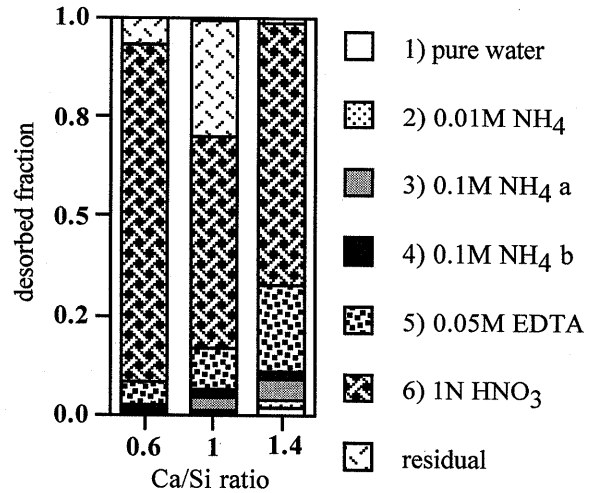 1.0
0.8
0.5
0.2
0.0
desorbed fraction
0.6
1
1.4
Ca/Si ratio
1) pure water
2) 0.01M NH4
3) 0.1M NH4 a
4) 0.1M NH4 b
5) 0.05M EDTA
6) 1N HNO3
residual